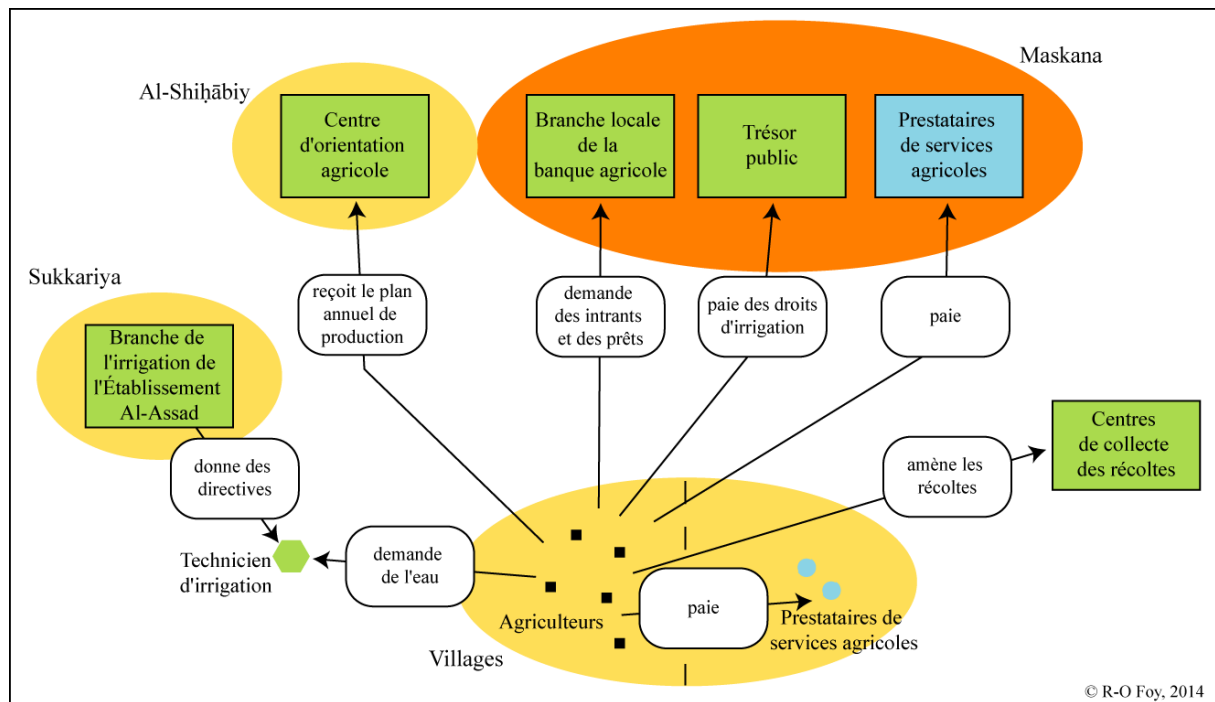 Maskana
Al-Shiḥābiy
Centre
d'orientation
agricole
Branche locale
de la
banque agricole
Trésor
public
Prestataires
de services
agricoles
Sukkariya
reçoit le plan
annuel de
production
demande
des intrants
et des prêts
paie des droits
d'irrigation
paie
Branche de
l'irrigation de
l'Établissement
Al-Assad
Centres
de collecte
des récoltes
donne des
directives
amène les
récoltes
Technicien
d'irrigation
demande
de l'eau
Agriculteurs
paie
Prestataires de
services agricoles
Villages
© R-O Foy, 2014